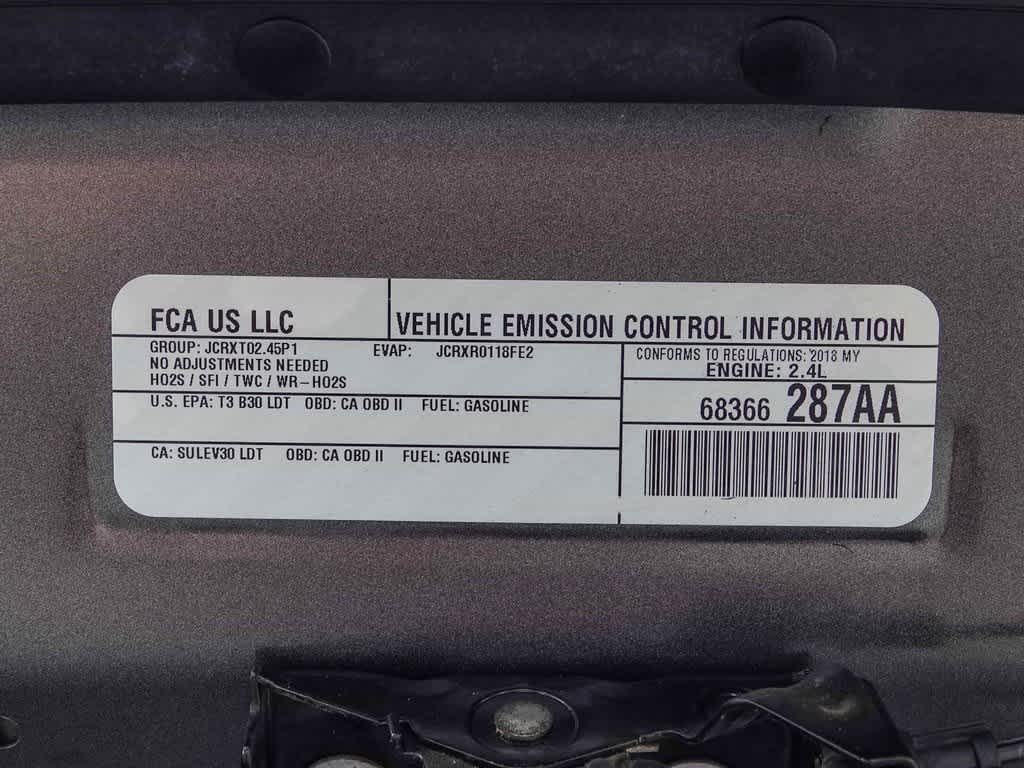 FCA US LLC
VEHICLE EMISSION CONTROL INFORMATION
GROUP: JCRXT02.45P1 EVAP: JCRXR0118FE2
NO ADJUSTMENTS NEEDED
HO2S / SFI / TWC / WR-HO2S
CONFORMS TO REGULATIONS: 2018 MY
ENGINE: 2.4L
U.S. EPA: T3 B30 LDT OBD: CA OBD II FUEL: GASOLINE
68366 287AA
CA: SULEV30 LDT OBD: CA OBD II FUEL: GASOLINE